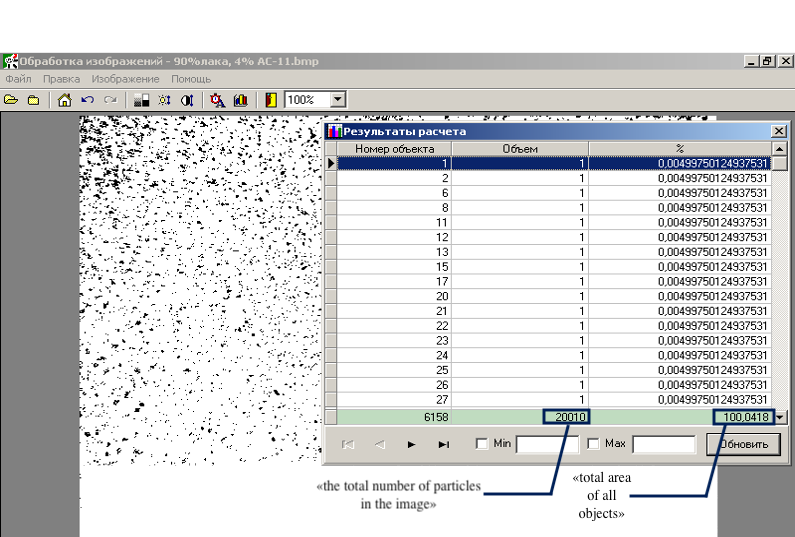 Обработка изображений - 90%лака, 4% АС-11.bmp
Файл Правка Изображение Помощь
100%
Результаты расчета
Номер объекта Объем %
1 1 0,00499750124937531
2 1 0,00499750124937531
6 1 0,00499750124937531
8 1 0,00499750124937531
11 1 0,00499750124937531
12 1 0,00499750124937531
13 1 0,00499750124937531
15 1 0,00499750124937531
17 1 0,00499750124937531
20 1 0,00499750124937531
21 1 0,00499750124937531
22 1 0,00499750124937531
23 1 0,00499750124937531
24 1 0,00499750124937531
25 1 0,00499750124937531
26 1 0,00499750124937531
27 1 0,00499750124937531
6158 20010 100,0418
Min Max Обновить
«the total number of particles
in the image»
«total area
of all
objects»